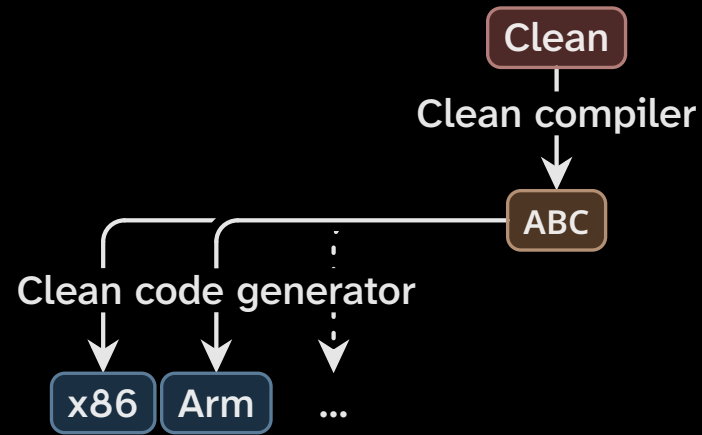 Clean
Clean compiler
ABC
Clean code generator
x86
Arm
...